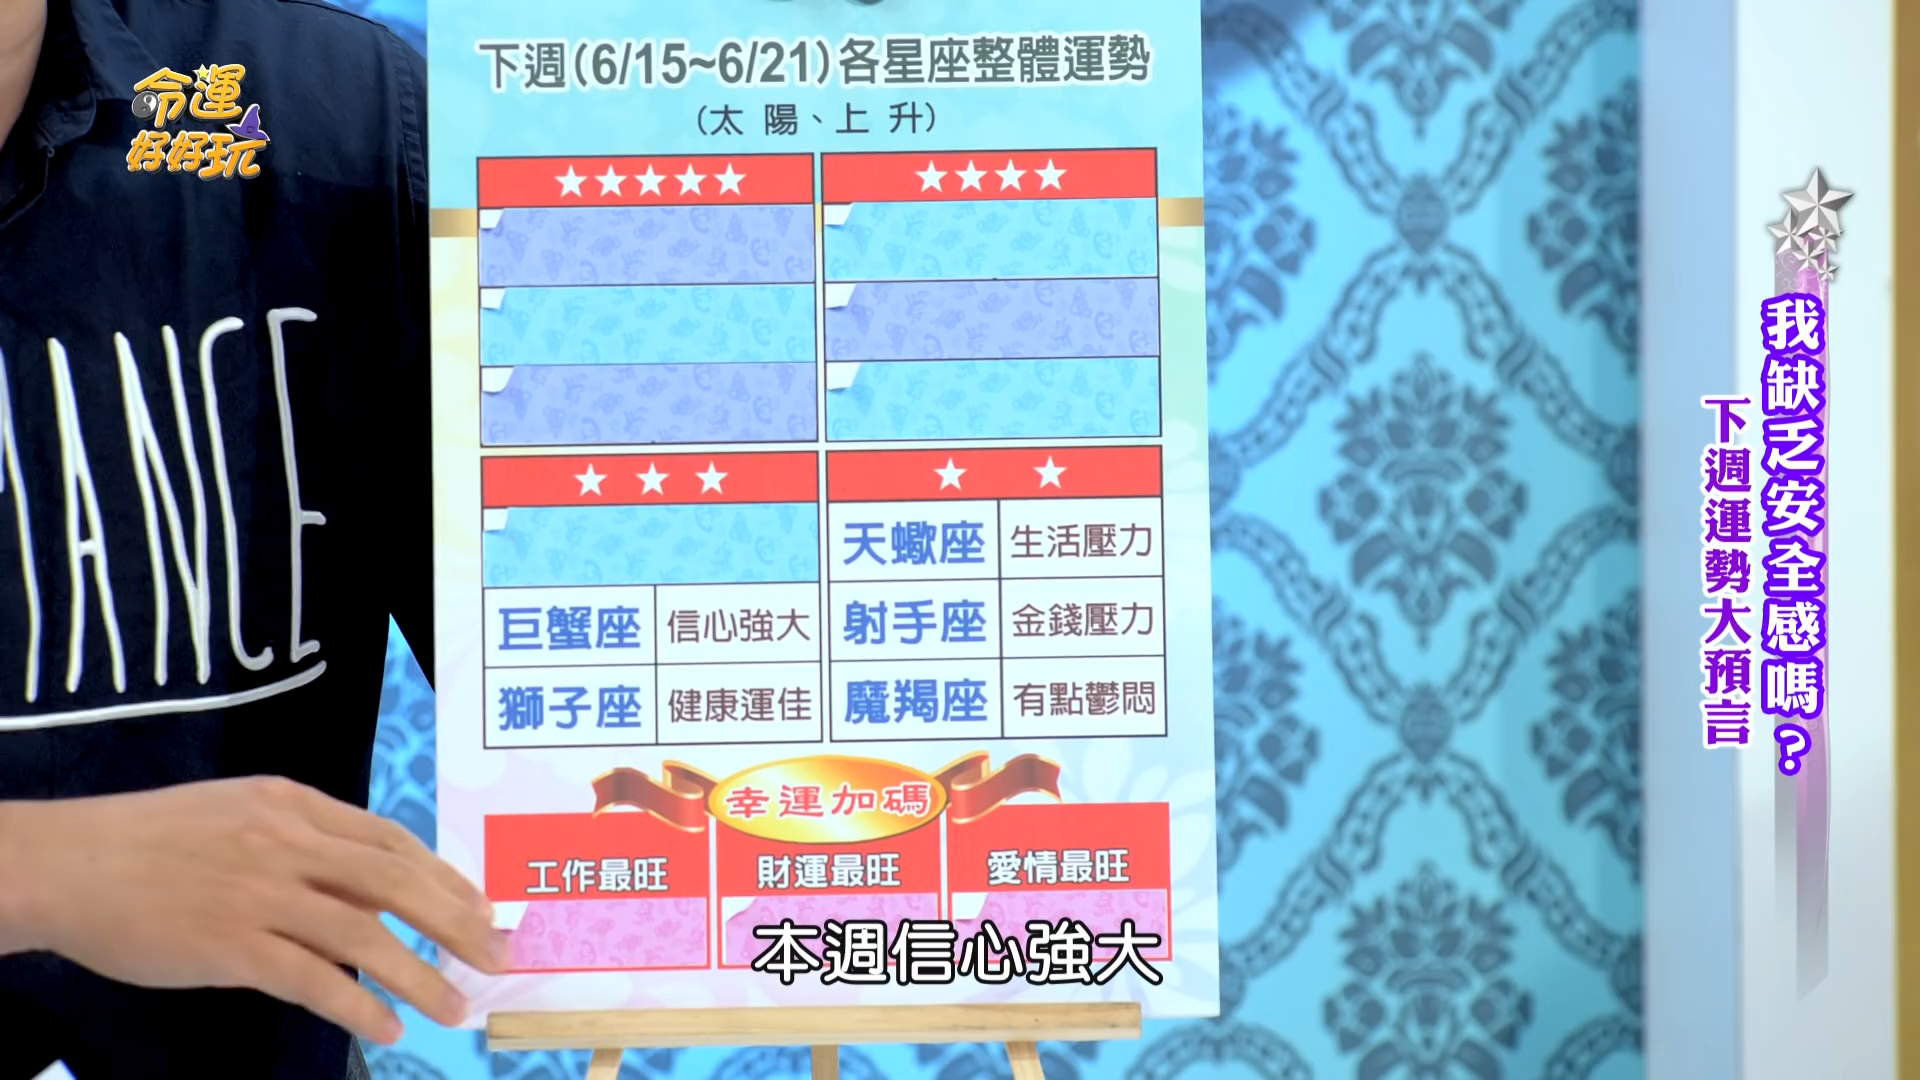 命運
好好玩
下週(6/15~6/21)各星座整體運勢
(太陽、上升)
天蠍座 生活壓力
巨蟹座 信心強大
射手座 金錢壓力
獅子座 健康運佳
魔羯座 有點鬱悶
幸運加碼
工作最旺
財運最旺
愛情最旺
本週信心強大
我缺乏安全感嗎?
下週運勢大預言
MANCE